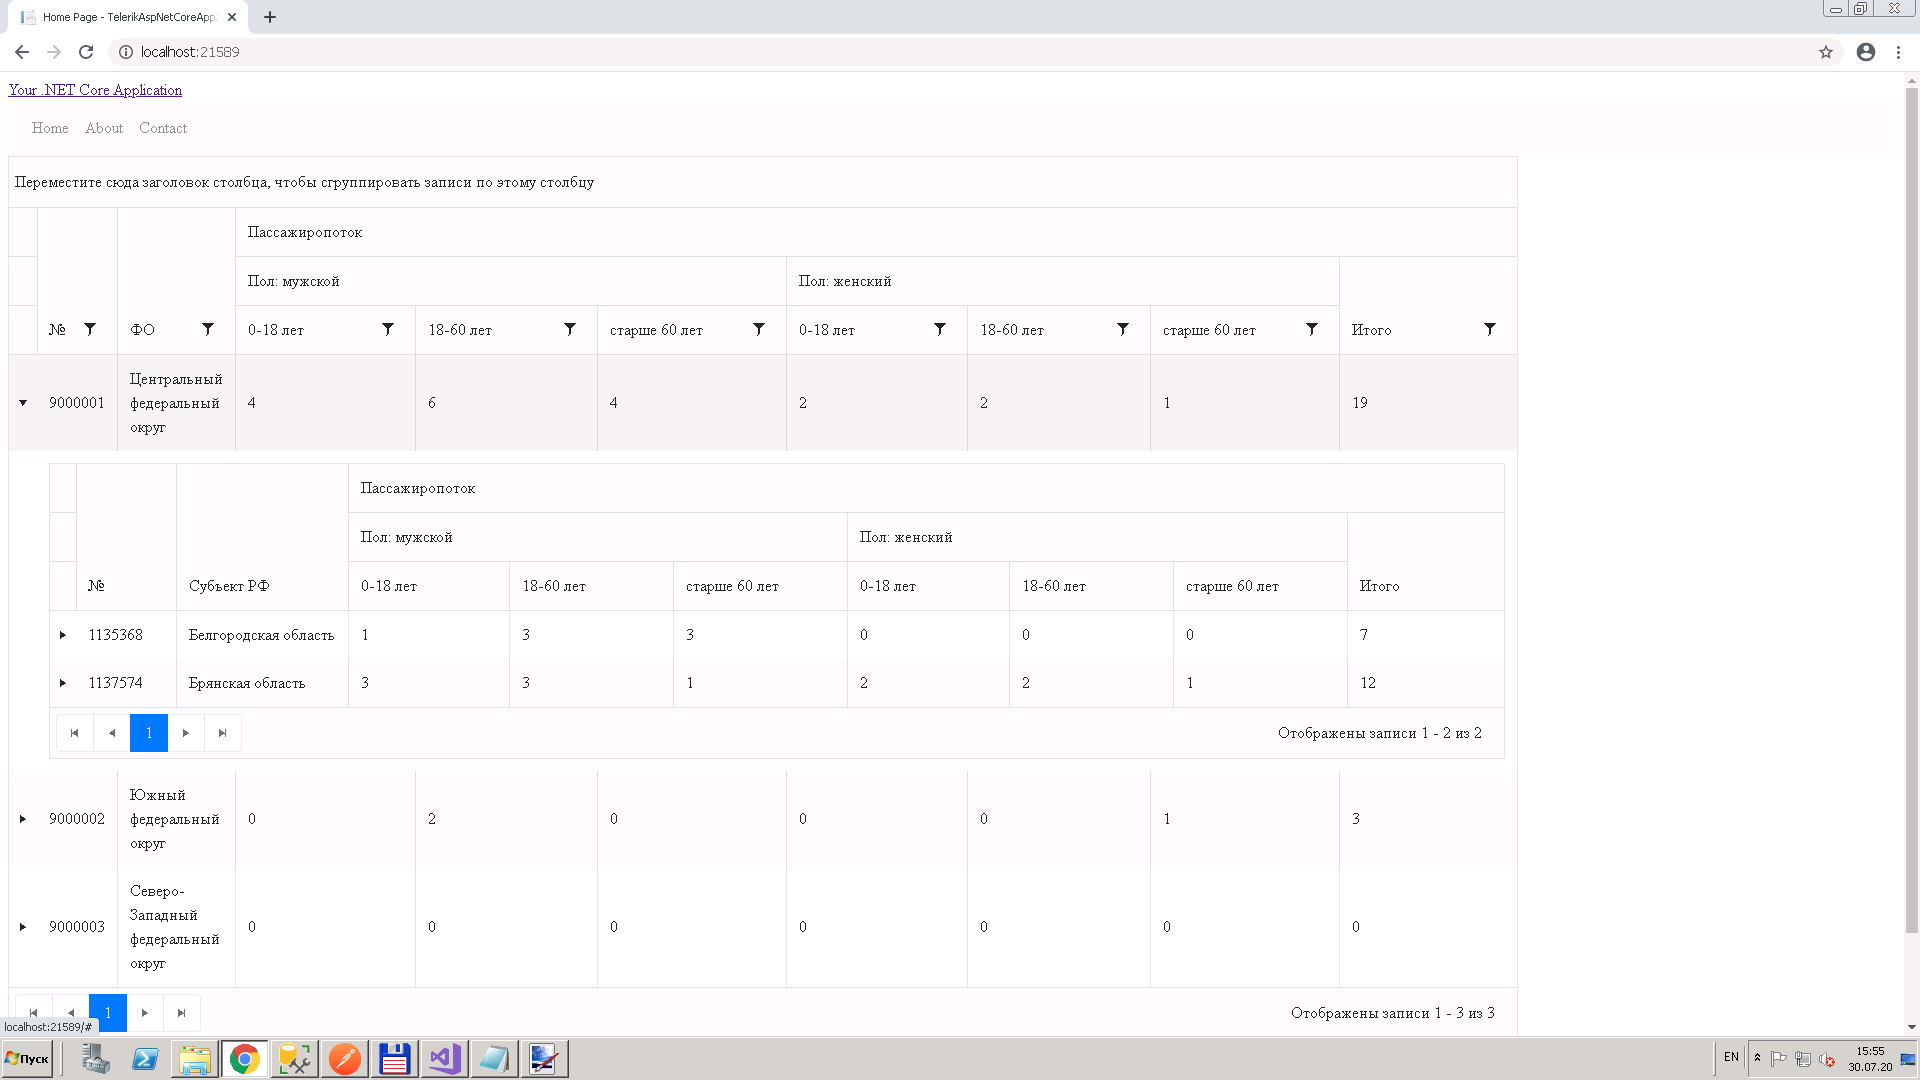 Home Page - TelerikAspNetCoreApp
localhost:21589
Your .NET Core Application
Home About Contact
Переместите сюда заголовок столбца, чтобы сгруппировать записи по этому столбцу
Пассажиропоток
Пол: мужской Пол: женский
№ ФО 0-18 лет 18-60 лет старше 60 лет 0-18 лет 18-60 лет старше 60 лет Итого
9000001 Центральный федеральный округ 4 6 4 2 2 1 19
Пассажиропоток
Пол: мужской Пол: женский
№ Субъект РФ 0-18 лет 18-60 лет старше 60 лет 0-18 лет 18-60 лет старше 60 лет Итого
1135368 Белгородская область 1 3 3 0 0 0 7
1137574 Брянская область 3 3 1 2 2 1 12
1 Отображены записи 1 - 2 из 2
9000002 Южный федеральный округ 0 2 0 0 0 1 3
9000003 Северо-Западный федеральный округ 0 0 0 0 0 0 0
1 Отображены записи 1 - 3 из 3
localhost:21589/#
Пуск EN 15:55
30.07.20